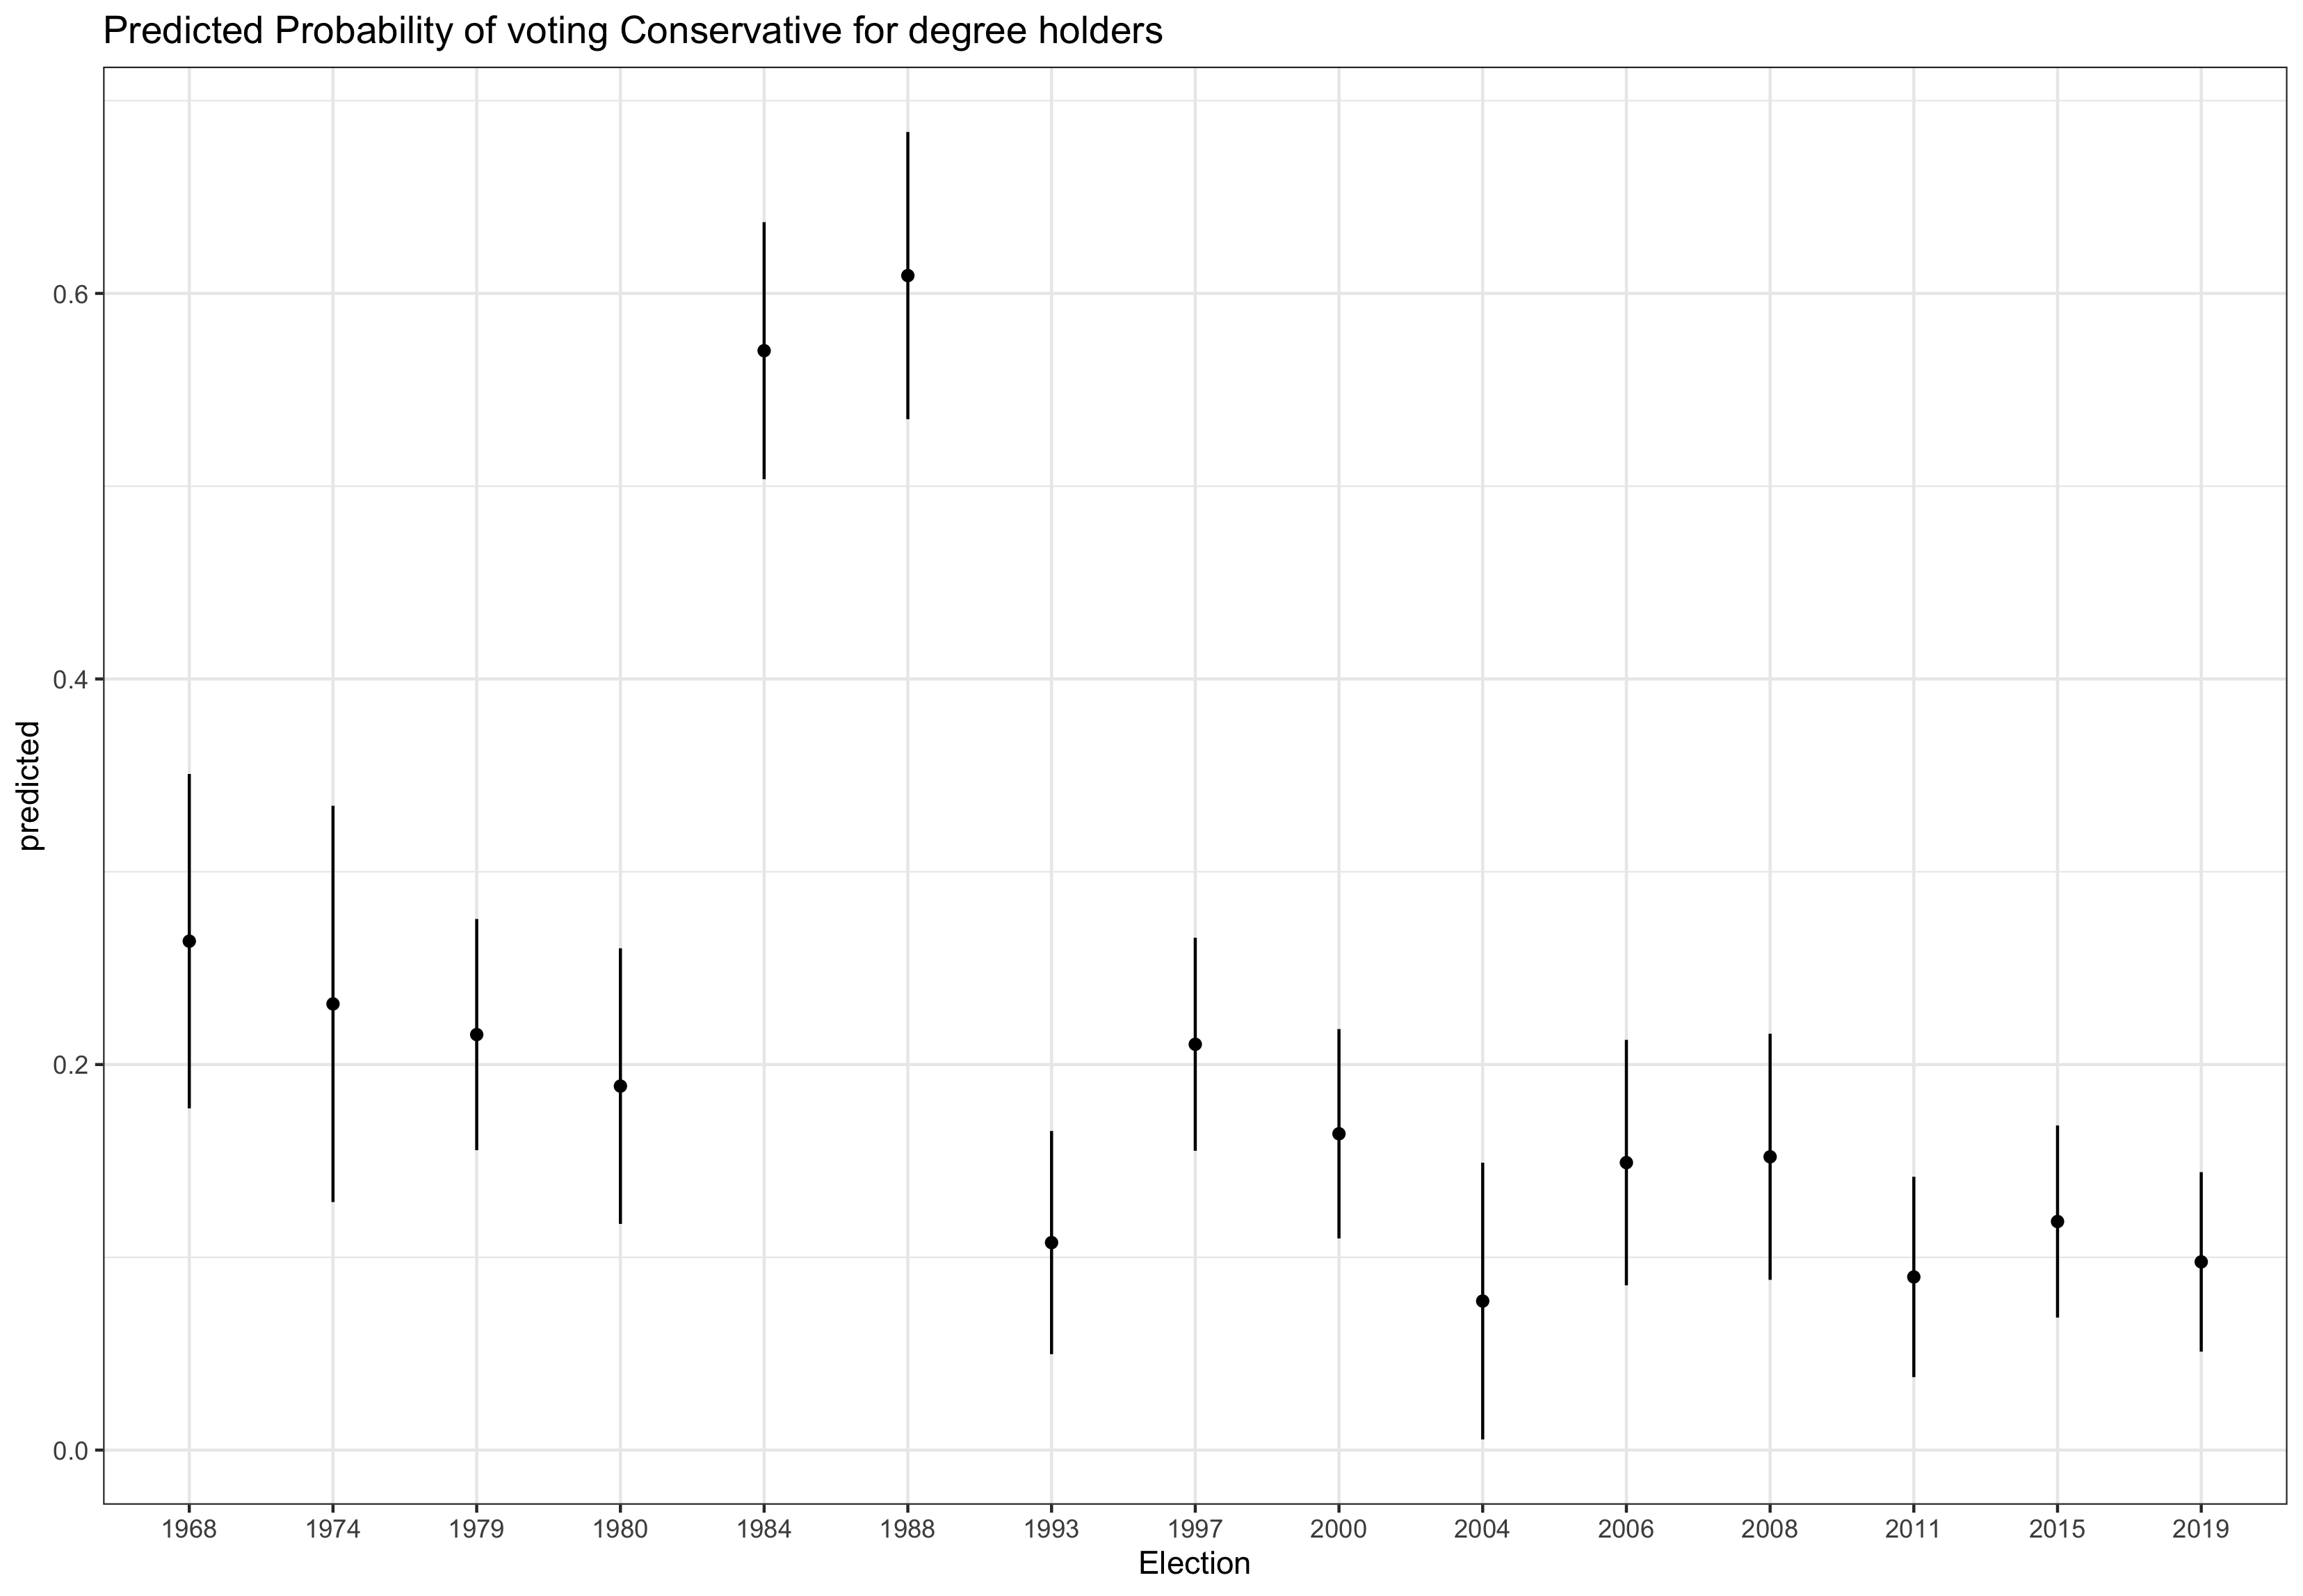 Predicted Probability of voting Conservative for degree holders
predicted
0.6
0.4
0.2
0.0
1968 1974 1979 1980 1984 1988 1993 1997 2000 2004 2006 2008 2011 2015 2019
Election